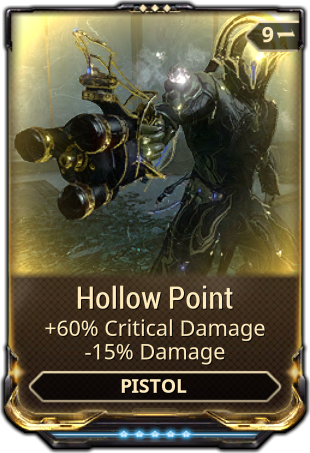 9
Hollow Point
+60% Critical Damage
-15% Damage
PISTOL